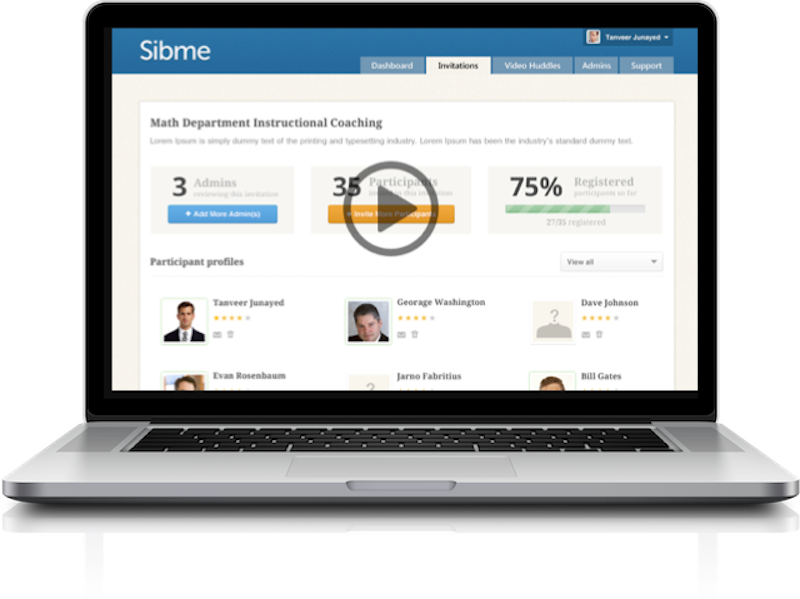 Sibme
Tanveer Junayed
Dashboard Invitations Video Huddles Admins Support
Math Department Instructional Coaching
Lorem Ipsum is simply dummy text of the printing and typesetting industry. Lorem Ipsum has been the industry's standard dummy text.
3 Admins
reviewing this invitation
+ Add More Admin(s)
35 Participants
in this invitation
+ Invite More Participants
75% Registered
participants so far
27/35 registered
Participant profiles
View all
Tanveer Junayed
Georage Washington
Dave Johnson
Evan Rosenbaum
Jarno Fabritius
Bill Gates